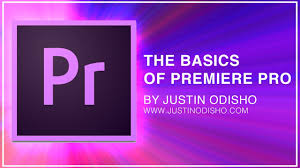 Pr
THE BASICS
OF PREMIERE PRO
BY JUSTIN ODISHO
WWW.JUSTINODISHO.COM